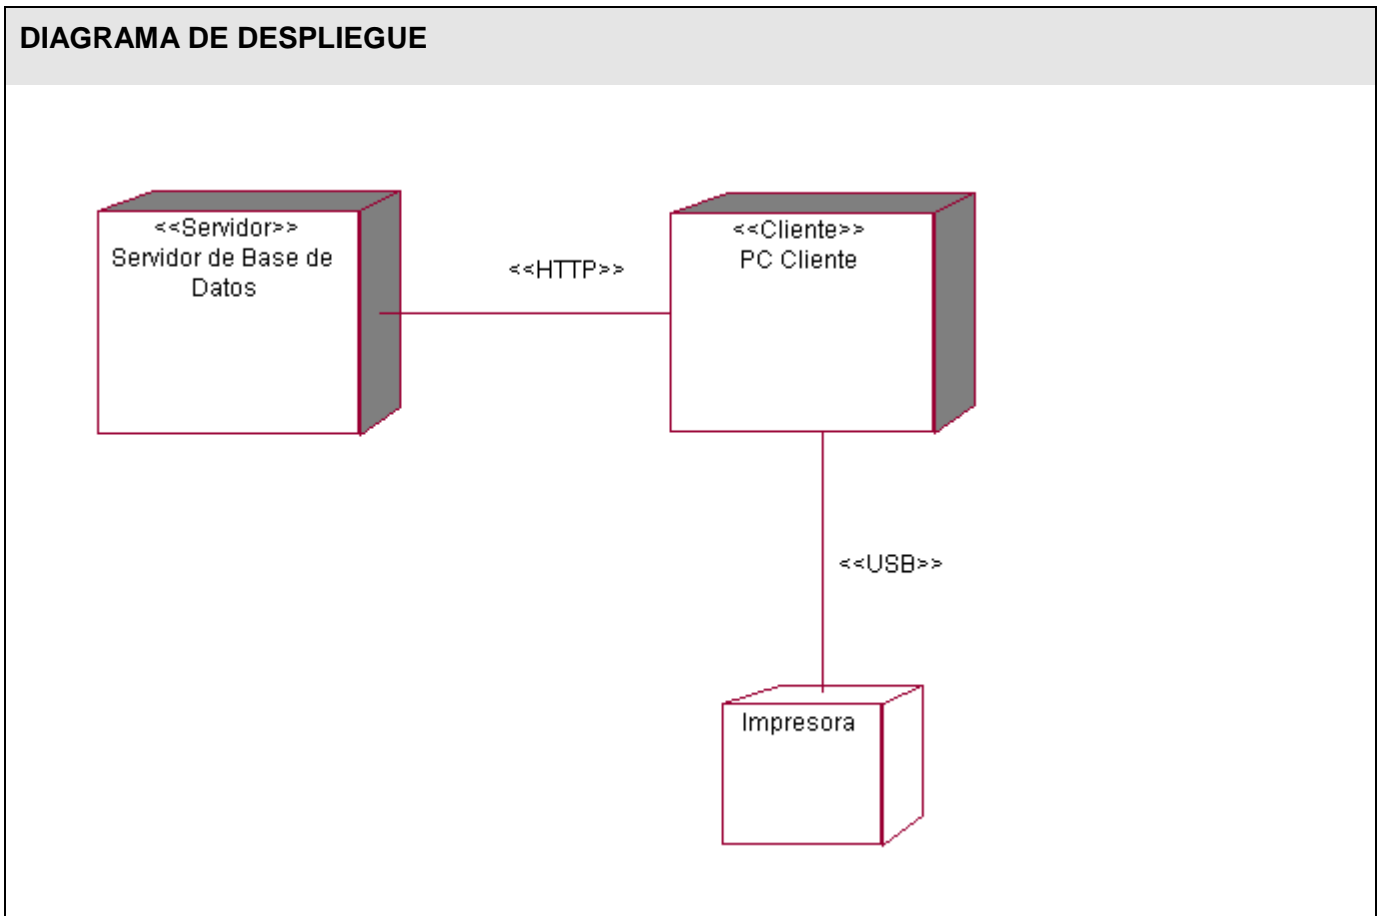 DIAGRAMA DE DESPLIEGUE
<<Servidor>>
Servidor de Base de
Datos
<<HTTP>>
<<Cliente>>
PC Cliente
<<USB>>
Impresora